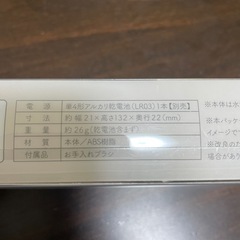 電源 単4形アルカリ乾電池(LR03)1本【別売】
寸法 約 幅21×高さ132×奥行22(mm)
重量 約26g(乾電池含まず)
材質 本体/ABS樹脂
付属品 お手入れブラシ
※本体は水
※本パッケ
イメージで
※改良のた
場合があり